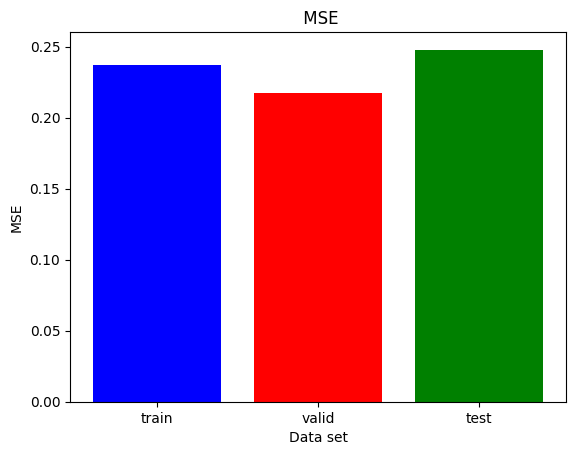 MSE
0.25
0.20
0.15
0.10
0.05
0.00
MSE
train
valid
test
Data set